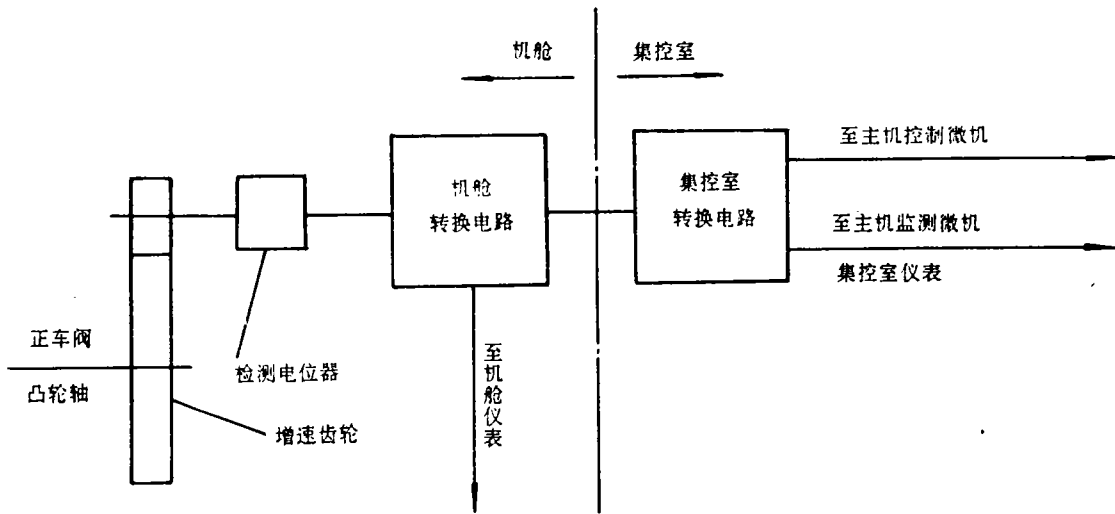 机舱
集控室
机舱
转换电路
集控室
转换电路
至主机控制微机
至主机监测微机
集控室仪表
正车阀
凸轮轴
检测电位器
增速齿轮
至机舱仪表